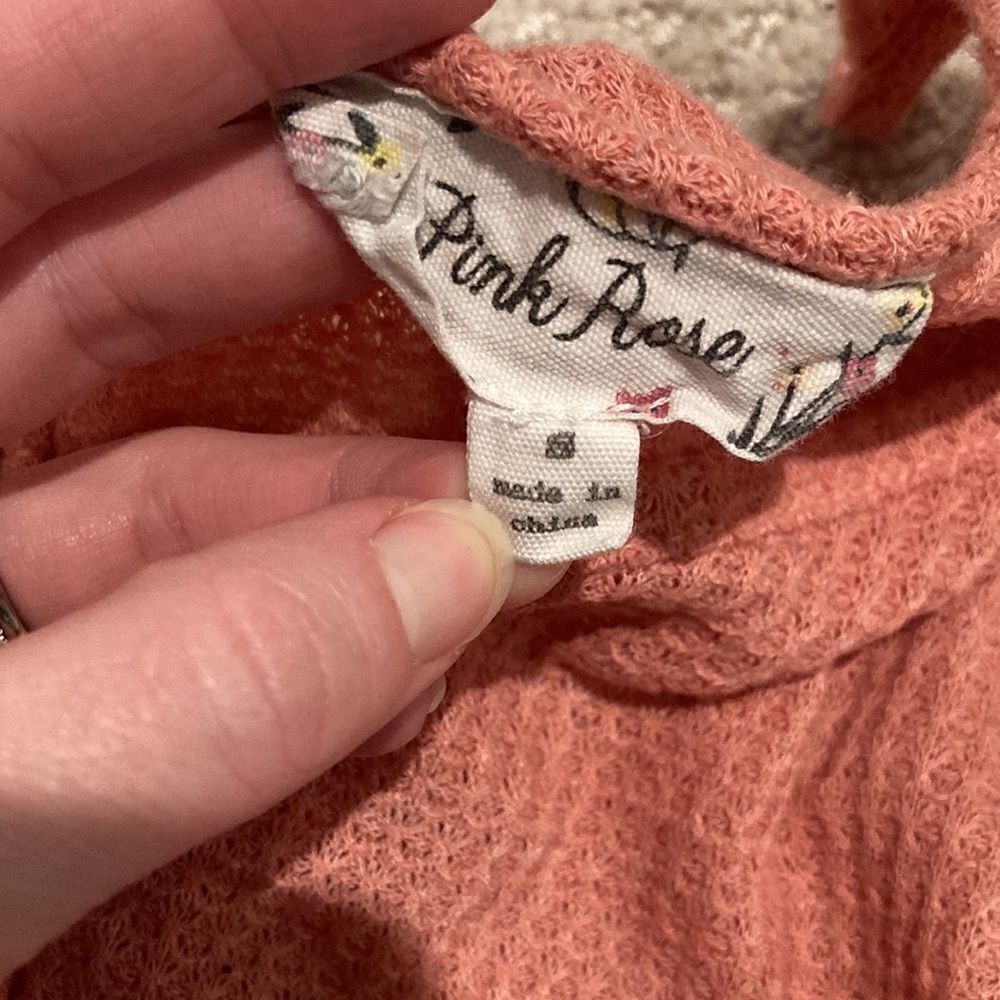 Pink Rose
S
made in
china